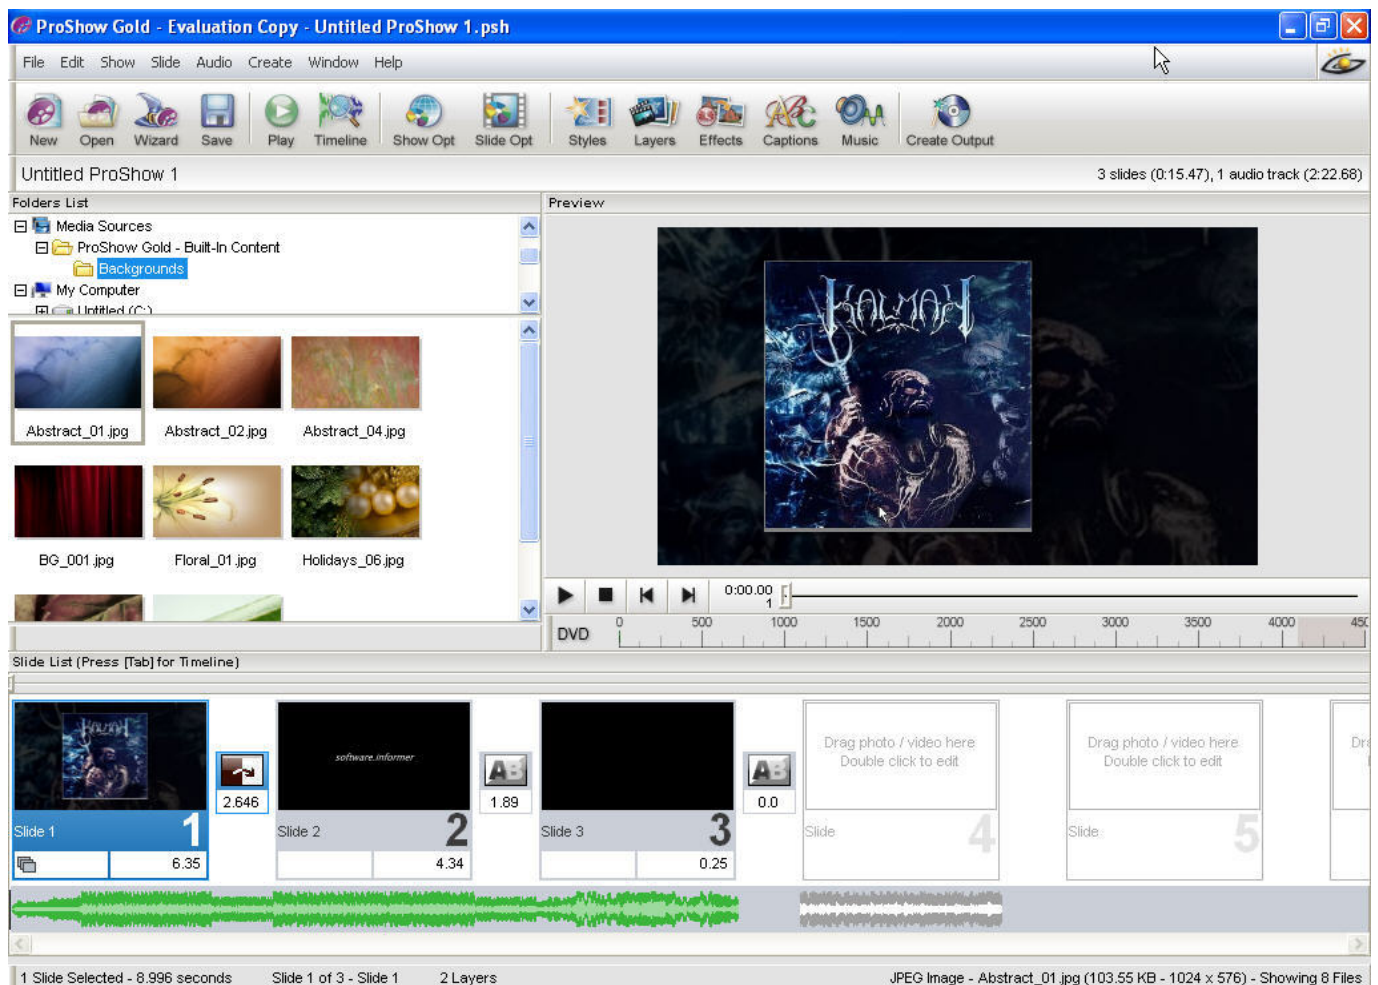 ProShow Gold - Evaluation Copy - Untitled ProShow 1.psh
File Edit Show Slide Audio Create Window Help
New Open Wizard Save Play Timeline Show Opt Slide Opt Styles Layers Effects Captions Music Create Output
Untitled ProShow 1
3 slides (0:15.47), 1 audio track (2:22.68)
Folders List
Media Sources
ProShow Gold - Built-In Content
Backgrounds
My Computer
Untitled (C:)
Abstract_01.jpg Abstract_02.jpg Abstract_04.jpg
BG_001.jpg Floral_01.jpg Holidays_06.jpg
Preview
KALMAH
0:00.00
1
DVD 0 500 1000 1500 2000 2500 3000 3500 4000 450
Slide List (Press [Tab] for Timeline)
KALMAH
software.informer
AB
AB
Drag photo / video here
Double click to edit
Drag photo / video here
Double click to edit
2.646 1.89 0.0
Slide 1 1 Slide 2 2 Slide 3 3 Slide 4 Slide 5
6.35 4.34 0.25
1 Slide Selected - 8.996 seconds Slide 1 of 3 - Slide 1 2 Layers JPEG Image - Abstract_01.jpg (103.55 KB - 1024 x 576) - Showing 8 Files